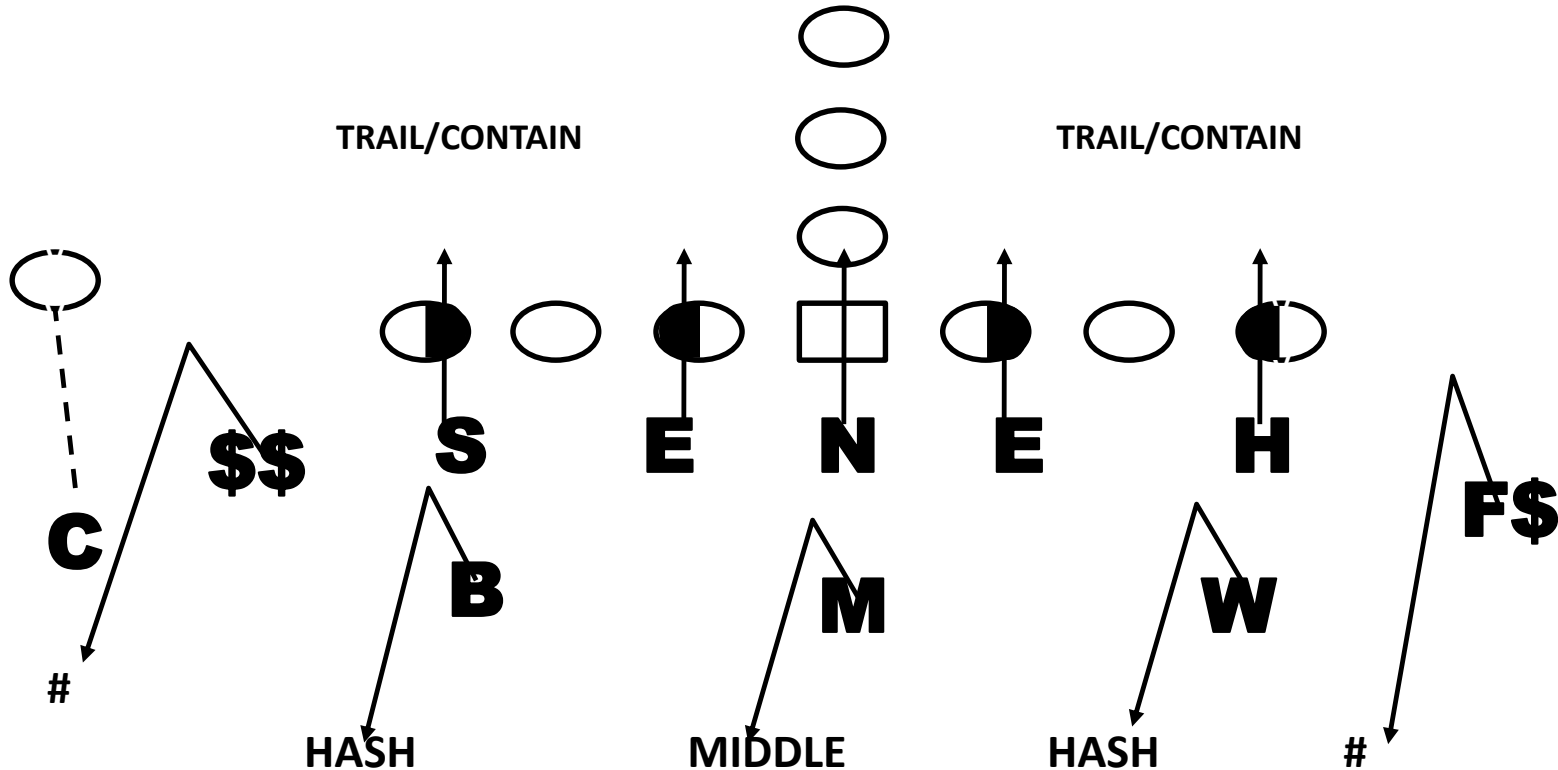 TRAIL/CONTAIN TRAIL/CONTAIN
$$ S E N E H
C F$
B M W
#
HASH MIDDLE HASH #